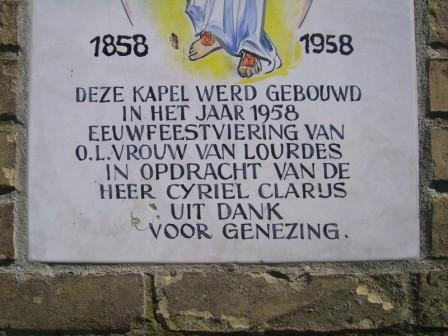 1858 1958
DEZE KAPEL WERD GEBOUWD
IN HET JAAR 1958
EEUWFEESTVIERING VAN
O.L.VROUW VAN LOURDES
IN OPDRACHT VAN DE
HEER CYRIEL CLARIJS
UIT DANK
VOOR GENEZING.